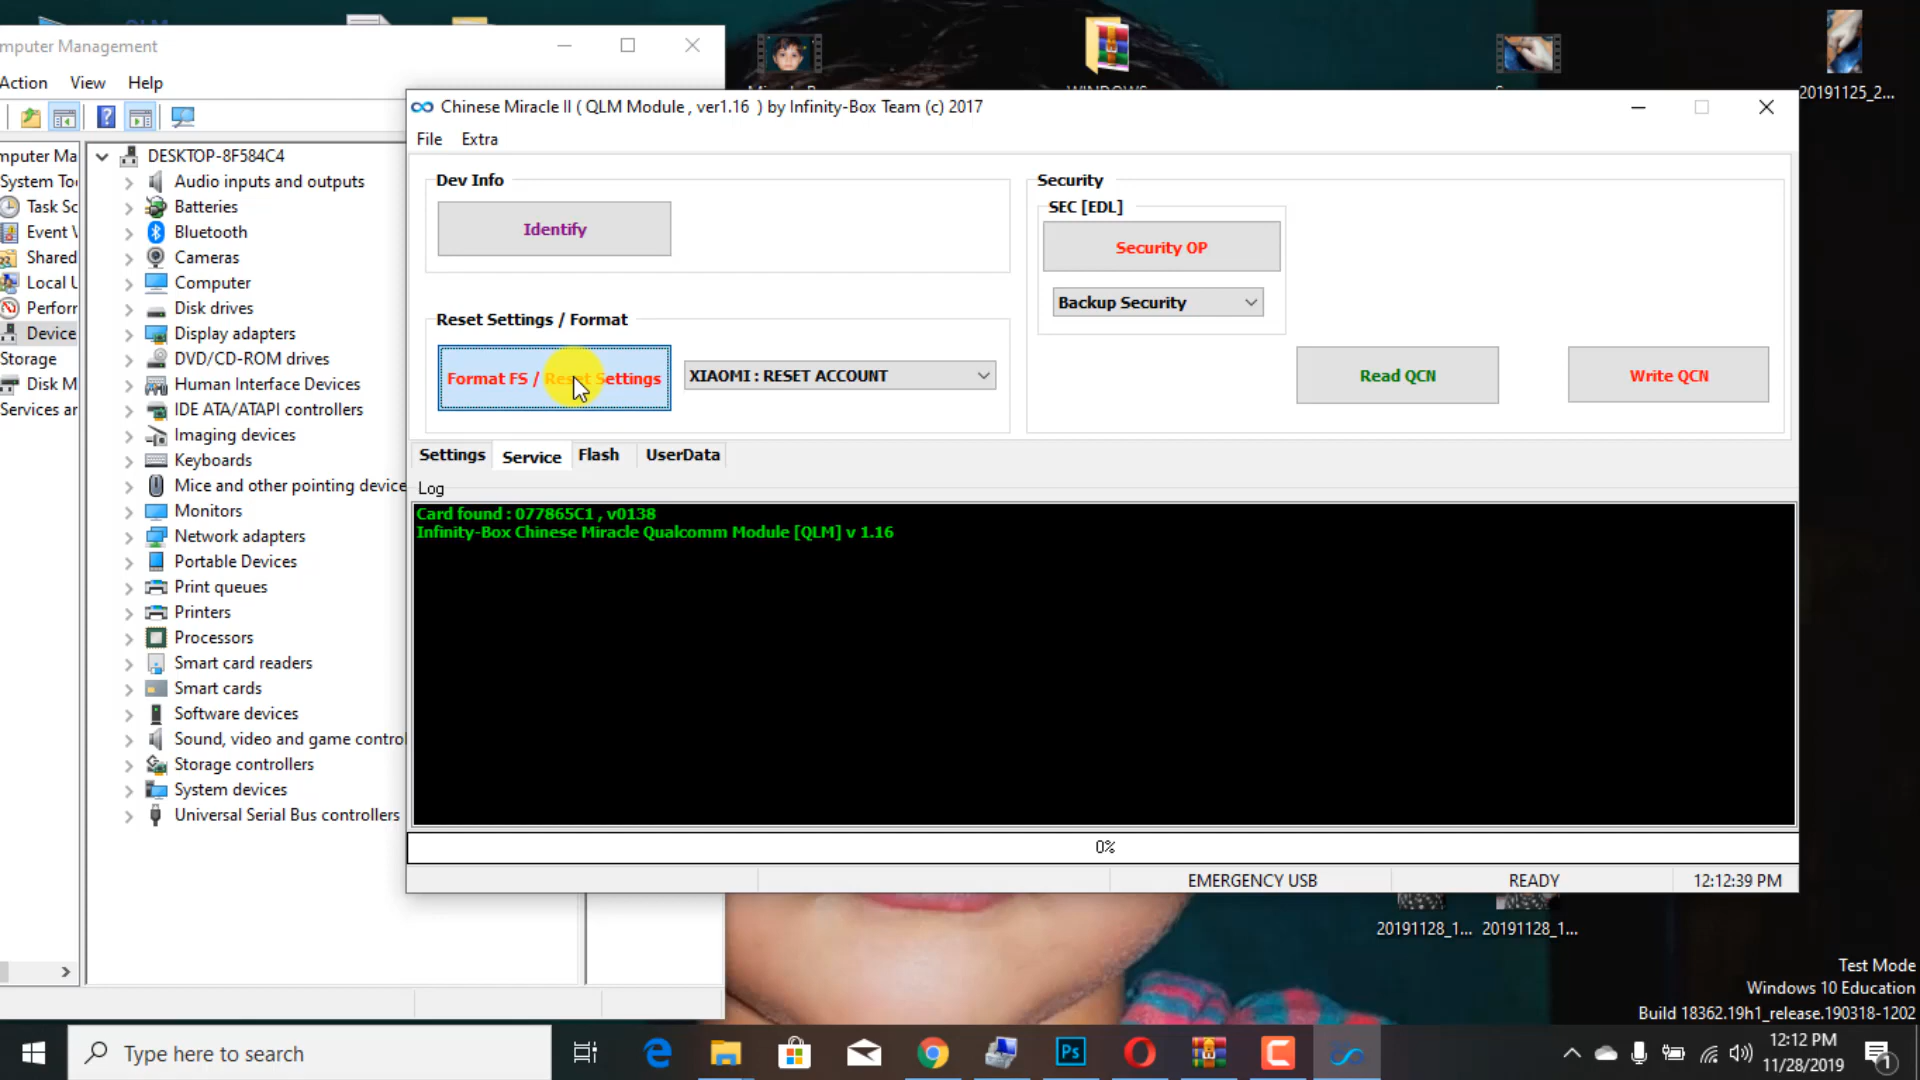 QLM
mputer Management
Action View Help
mputer Ma
System To
Task Sc
Event V
Shared
Local U
Perfor
Device
Storage
Disk M
Services ar
DESKTOP-8F584C4
Audio inputs and outputs
Batteries
Bluetooth
Cameras
Computer
Disk drives
Display adapters
DVD/CD-ROM drives
Human Interface Devices
IDE ATA/ATAPI controllers
Imaging devices
Keyboards
Mice and other pointing device
Monitors
Network adapters
Portable Devices
Print queues
Printers
Processors
Smart card readers
Smart cards
Software devices
Sound, video and game control
Storage controllers
System devices
Universal Serial Bus controllers
20191125_2...
Chinese Miracle II ( QLM Module , ver1.16 ) by Infinity-Box Team (c) 2017
File Extra
Dev Info
Identify
Reset Settings / Format
Format FS / Reset Settings
XIAOMI : RESET ACCOUNT
Security
SEC [EDL]
Security OP
Backup Security
Read QCN
Write QCN
Settings Service Flash UserData
Log
Card found : 077865C1 , v0138
Infinity-Box Chinese Miracle Qualcomm Module [QLM] v 1.16
0%
EMERGENCY USB READY 12:12:39 PM
20191128_1... 20191128_1...
Test Mode
Windows 10 Education
Build 18362.19h1_release.190318-1202
Type here to search
Ps
12:12 PM
11/28/2019
1